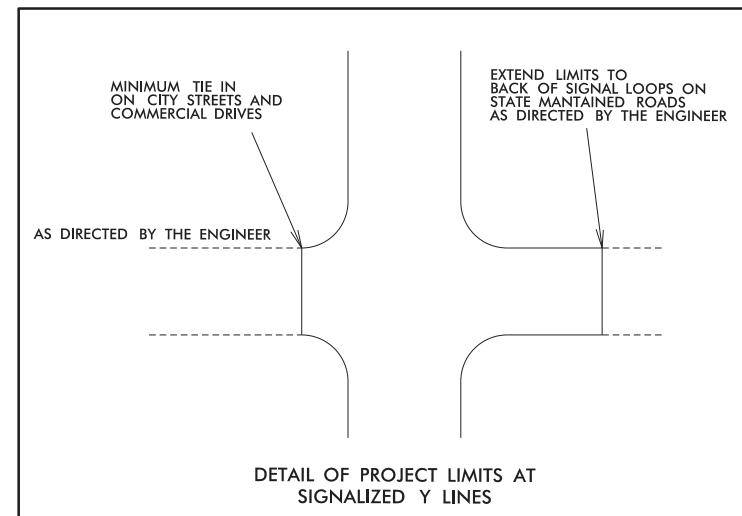 MINIMUM TIE IN
ON CITY STREETS AND
COMMERCIAL DRIVES
EXTEND LIMITS TO
BACK OF SIGNAL LOOPS ON
STATE MANTAINED ROADS
AS DIRECTED BY THE ENGINEER
AS DIRECTED BY THE ENGINEER
DETAIL OF PROJECT LIMITS AT
SIGNALIZED Y LINES